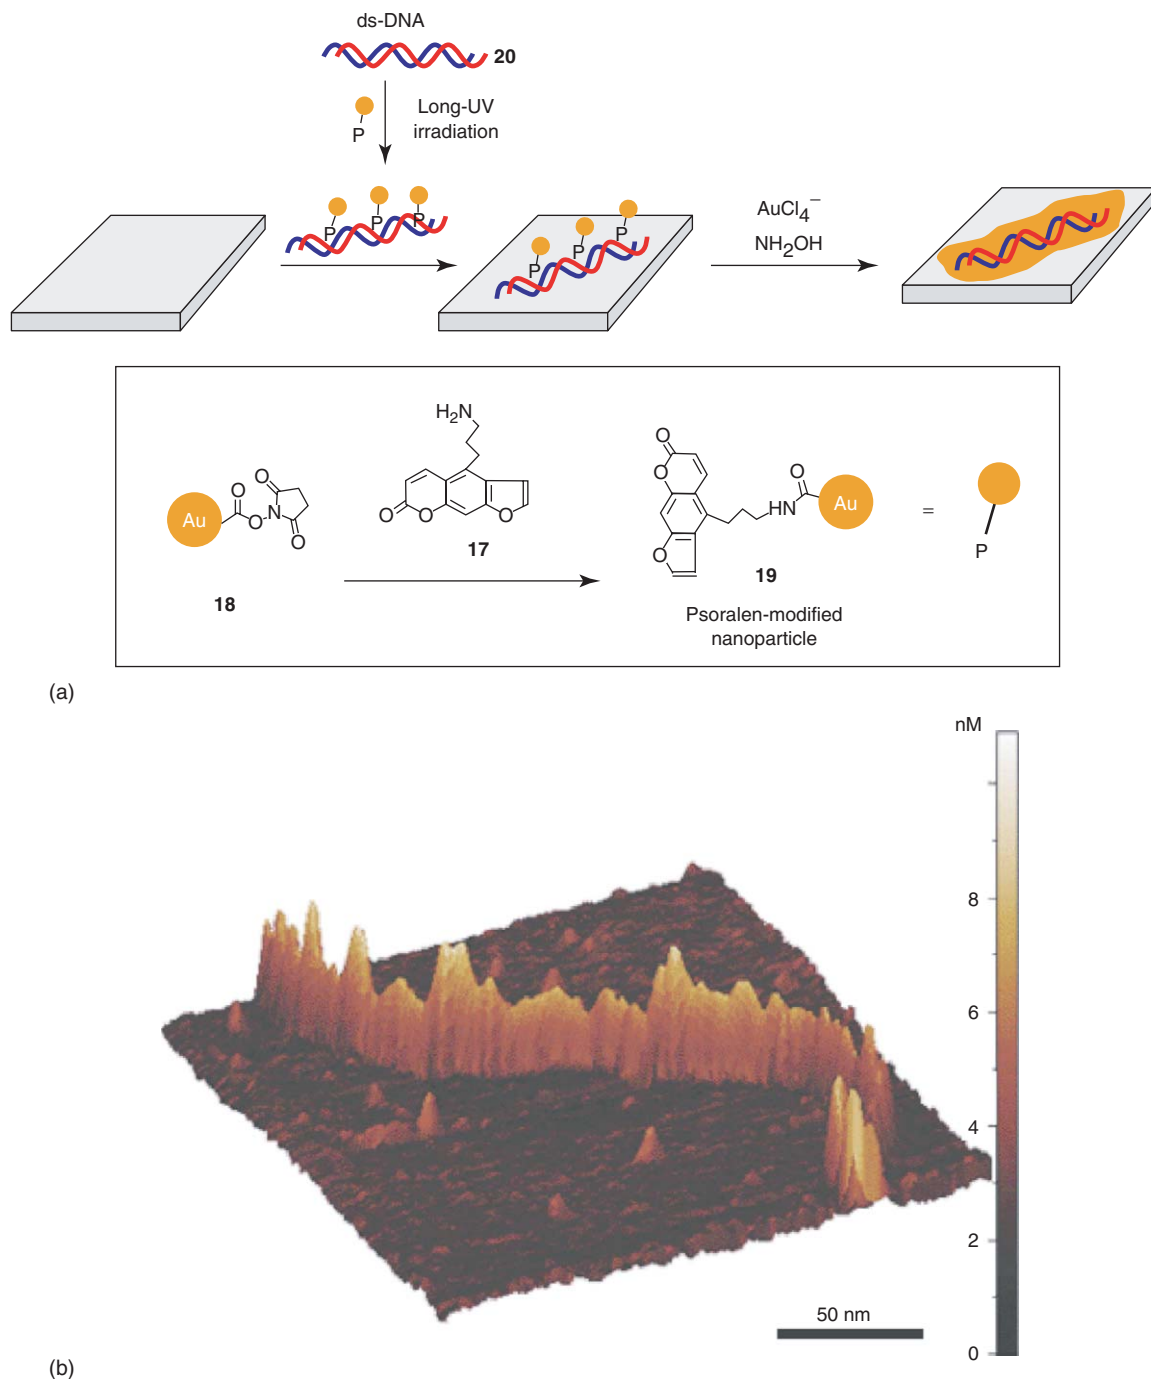 ds-DNA
20
P
Long-UV
irradiation
P P P
P P P
AuCl4–
NH2OH
Au
O
O
N
O
O
18
H2N
O
O
O
17
O
O
O
HN
O
Au
19
Psoralen-modified
nanoparticle
=
P
(a)
nM
8
6
4
2
0
50 nm
(b)